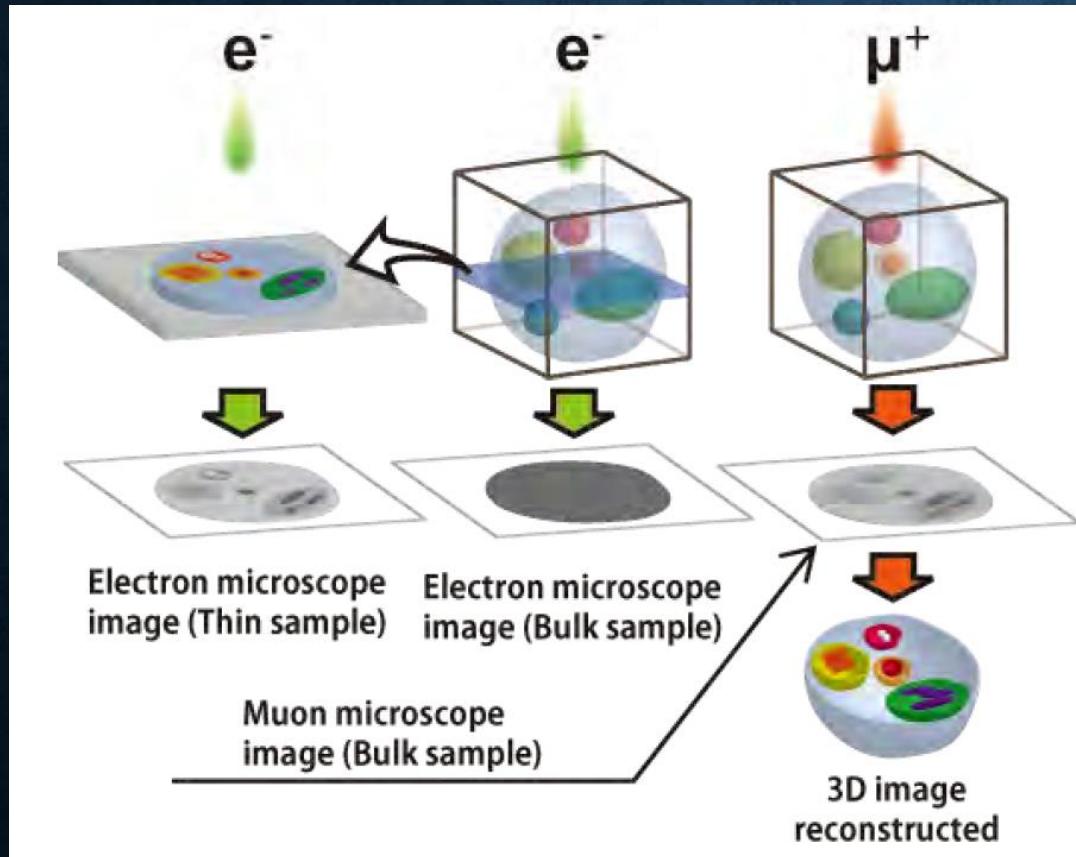 e⁻
e⁻
μ⁺
Electron microscope
image (Thin sample)
Electron microscope
image (Bulk sample)
Muon microscope
image (Bulk sample)
3D image
reconstructed